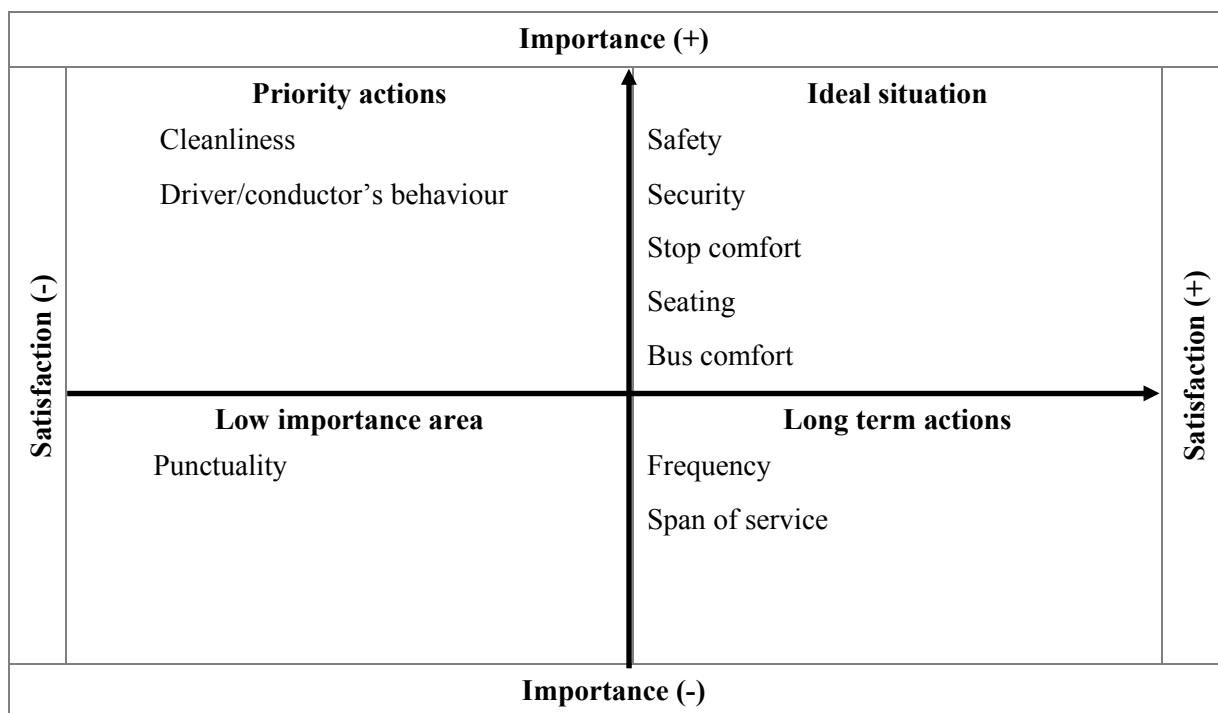 Importance (+)
Satisfaction (-)
Priority actions
Cleanliness
Driver/conductor’s behaviour
Ideal situation
Safety
Security
Stop comfort
Seating
Bus comfort
Satisfaction (+)
Low importance area
Punctuality
Long term actions
Frequency
Span of service
Importance (-)